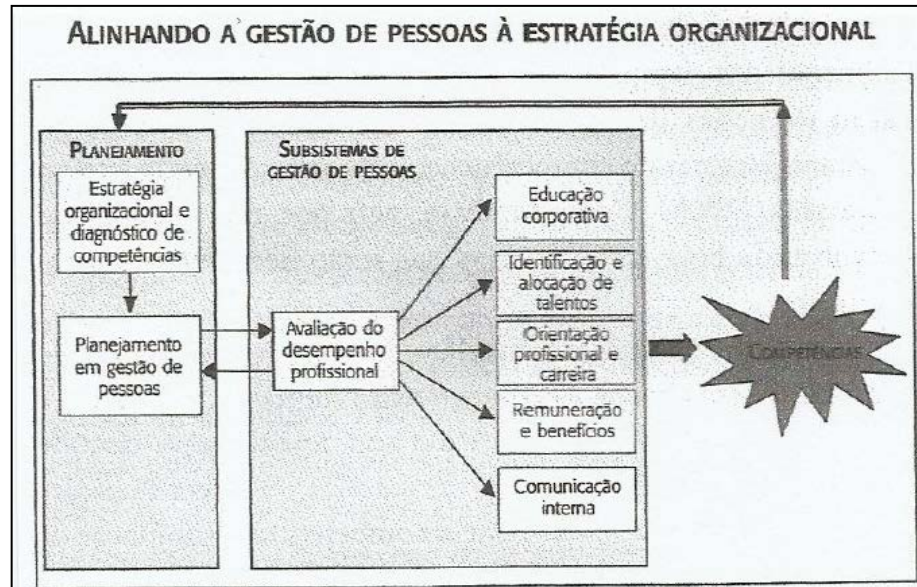 ALINHANDO A GESTÃO DE PESSOAS À ESTRATÉGIA ORGANIZACIONAL
PLANEJAMENTO
Estratégia
organizacional e
diagnóstico de
competências
Planejamento
em gestão de
pessoas
SUBSISTEMAS DE
GESTÃO DE PESSOAS
Avaliação do
desempenho
profissional
Educação
corporativa
Identificação e
alocação de
talentos
Orientação
profissional e
carreira
Remuneração
e benefícios
Comunicação
interna
COMPETÊNCIAS